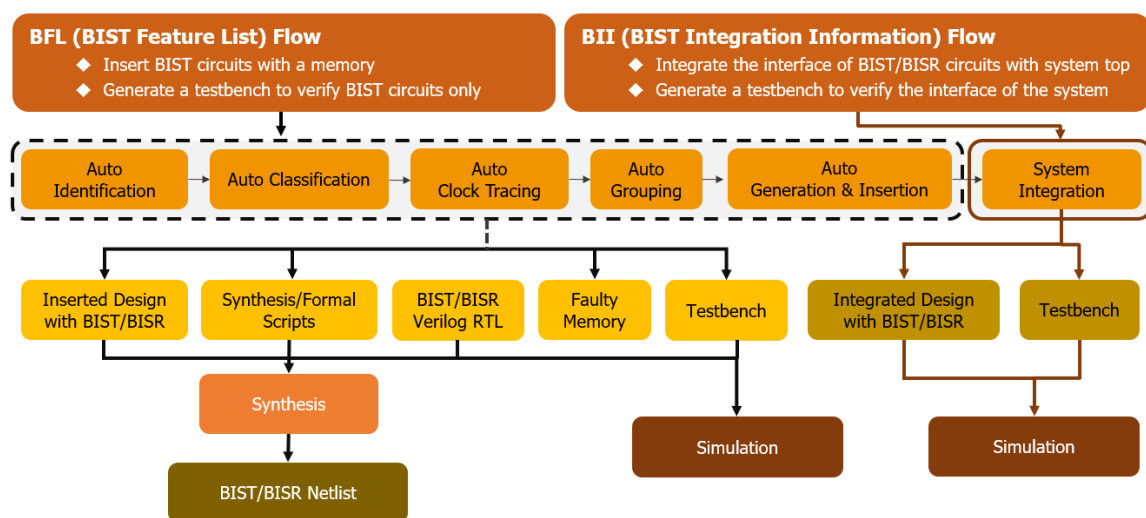 BFL (BIST Feature List) Flow
❖ Insert BIST circuits with a memory
❖ Generate a testbench to verify BIST circuits only
BII (BIST Integration Information) Flow
❖ Integrate the interface of BIST/BISR circuits with system top
❖ Generate a testbench to verify the interface of the system
Auto
Identification
Auto Classification
Auto
Clock Tracing
Auto
Grouping
Auto
Generation & Insertion
System
Integration
Inserted Design
with BIST/BISR
Synthesis/Formal
Scripts
BIST/BISR
Verilog RTL
Faulty
Memory
Testbench
Integrated Design
with BIST/BISR
Testbench
Synthesis
Simulation
Simulation
BIST/BISR Netlist